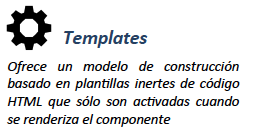 Templates
Ofrece un modelo de construcción
basado en plantillas inertes de código
HTML que sólo son activadas cuando
se renderiza el componente